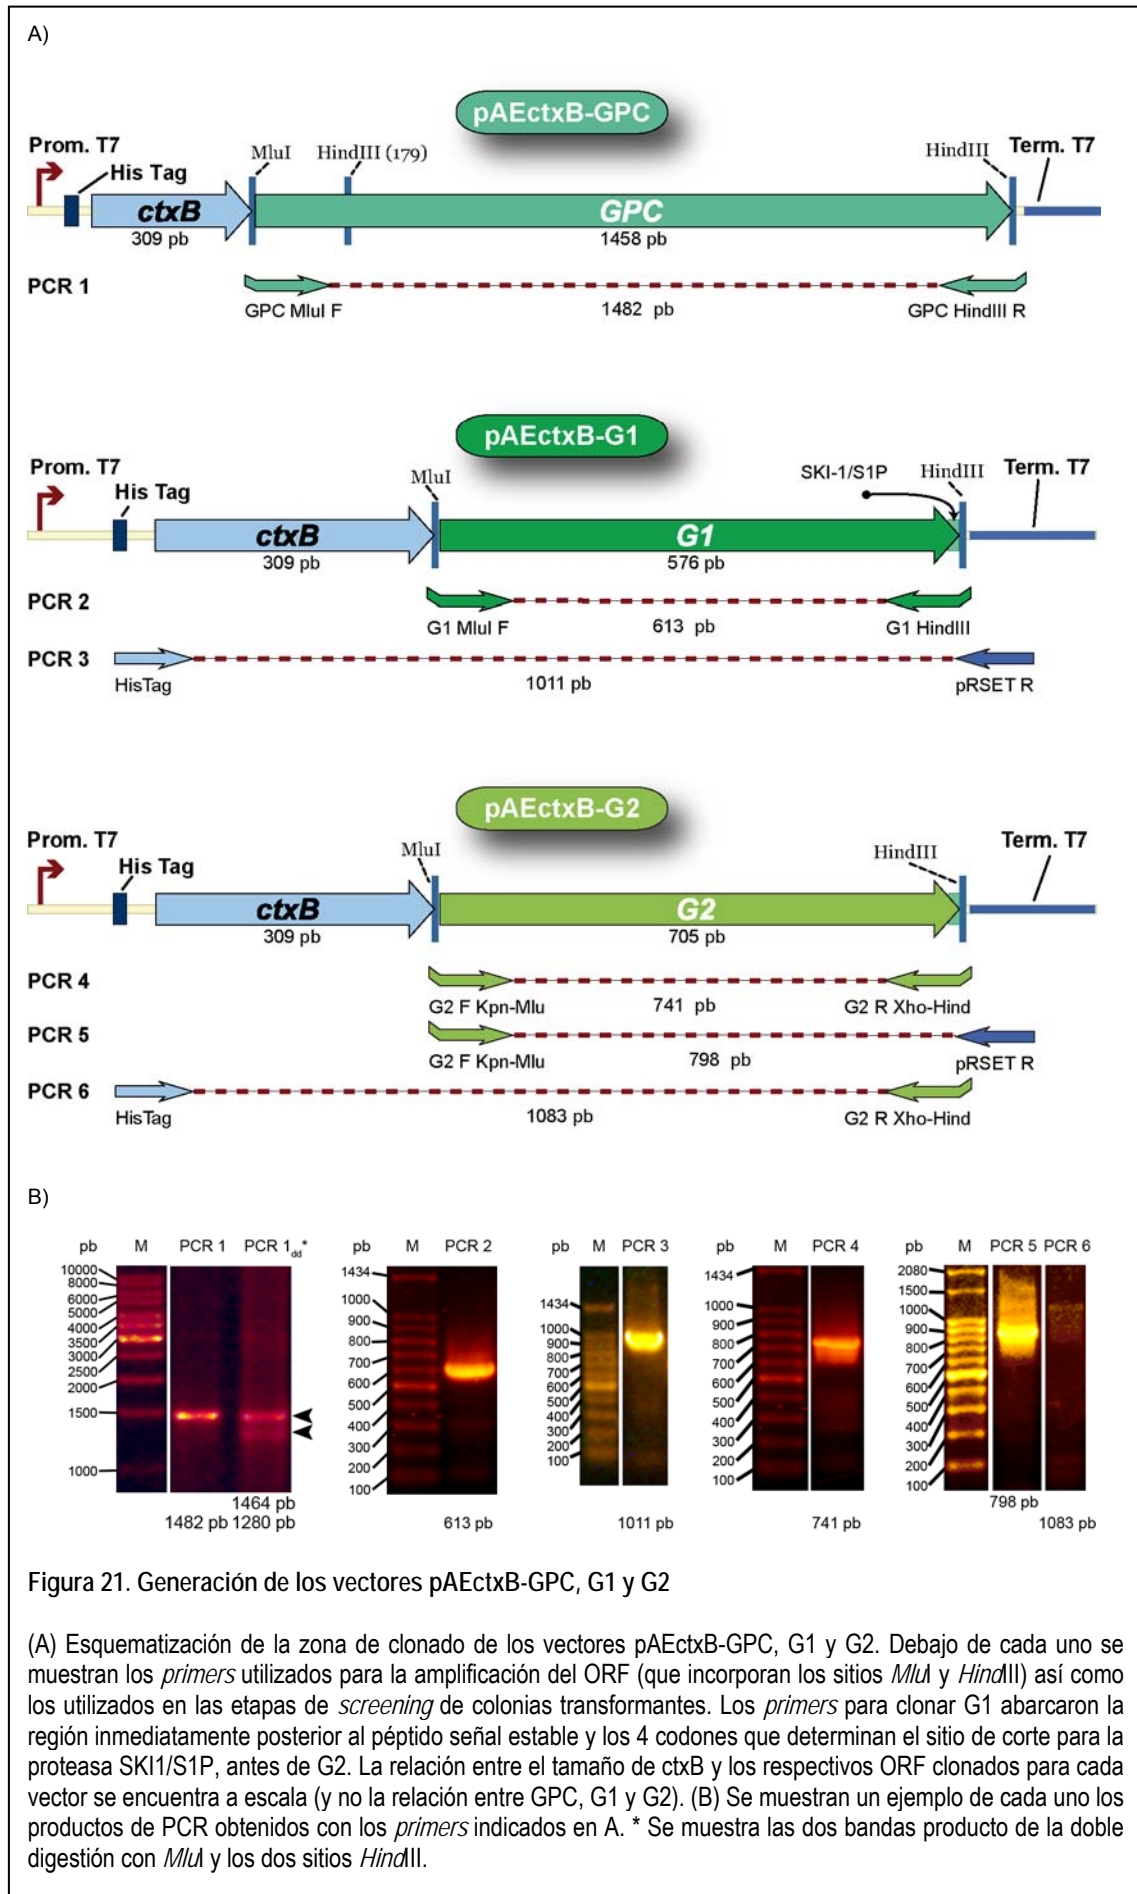 A)
pAEctxB-GPC
Prom. T7
His Tag
MluI
HindIII (179)
HindIII
Term. T7
ctxB
309 pb
GPC
1458 pb
PCR 1
GPC MluI F
1482 pb
GPC HindIII R
pAEctxB-G1
Prom. T7
His Tag
MluI
SKI-1/S1P
HindIII
Term. T7
ctxB
309 pb
G1
576 pb
PCR 2
G1 MluI F
613 pb
G1 HindIII
PCR 3
HisTag
1011 pb
pRSET R
pAEctxB-G2
Prom. T7
His Tag
MluI
HindIII
Term. T7
ctxB
309 pb
G2
705 pb
PCR 4
G2 F Kpn-Mlu
741 pb
G2 R Xho-Hind
PCR 5
G2 F Kpn-Mlu
798 pb
pRSET R
PCR 6
HisTag
1083 pb
G2 R Xho-Hind
B)
pb M PCR 1 PCR 1dd*
10000
8000
6000
5000
4000
3500
3000
2500
2000
1500
1000
1464 pb
1482 pb 1280 pb
pb M PCR 2
1434
1000
900
800
700
600
500
400
300
200
100
613 pb
pb M PCR 3
1434
1000
900
800
700
600
500
400
300
200
100
1011 pb
pb M PCR 4
1434
1000
900
800
700
600
500
400
300
200
100
741 pb
pb M PCR 5 PCR 6
2080
1500
1000
900
800
700
600
500
400
300
200
100
798 pb
1083 pb
Figura 21. Generación de los vectores pAEctxB-GPC, G1 y G2
(A) Esquematización de la zona de clonado de los vectores pAEctxB-GPC, G1 y G2. Debajo de cada uno se
muestran los primers utilizados para la amplificación del ORF (que incorporan los sitios MluI y HindIII) así como
los utilizados en las etapas de screening de colonias transformantes. Los primers para clonar G1 abarcaron la
región inmediatamente posterior al péptido señal estable y los 4 codones que determinan el sitio de corte para la
proteasa SKI1/S1P, antes de G2. La relación entre el tamaño de ctxB y los respectivos ORF clonados para cada
vector se encuentra a escala (y no la relación entre GPC, G1 y G2). (B) Se muestran un ejemplo de cada uno los
productos de PCR obtenidos con los primers indicados en A. * Se muestra las dos bandas producto de la doble
digestión con MluI y los dos sitios HindIII.